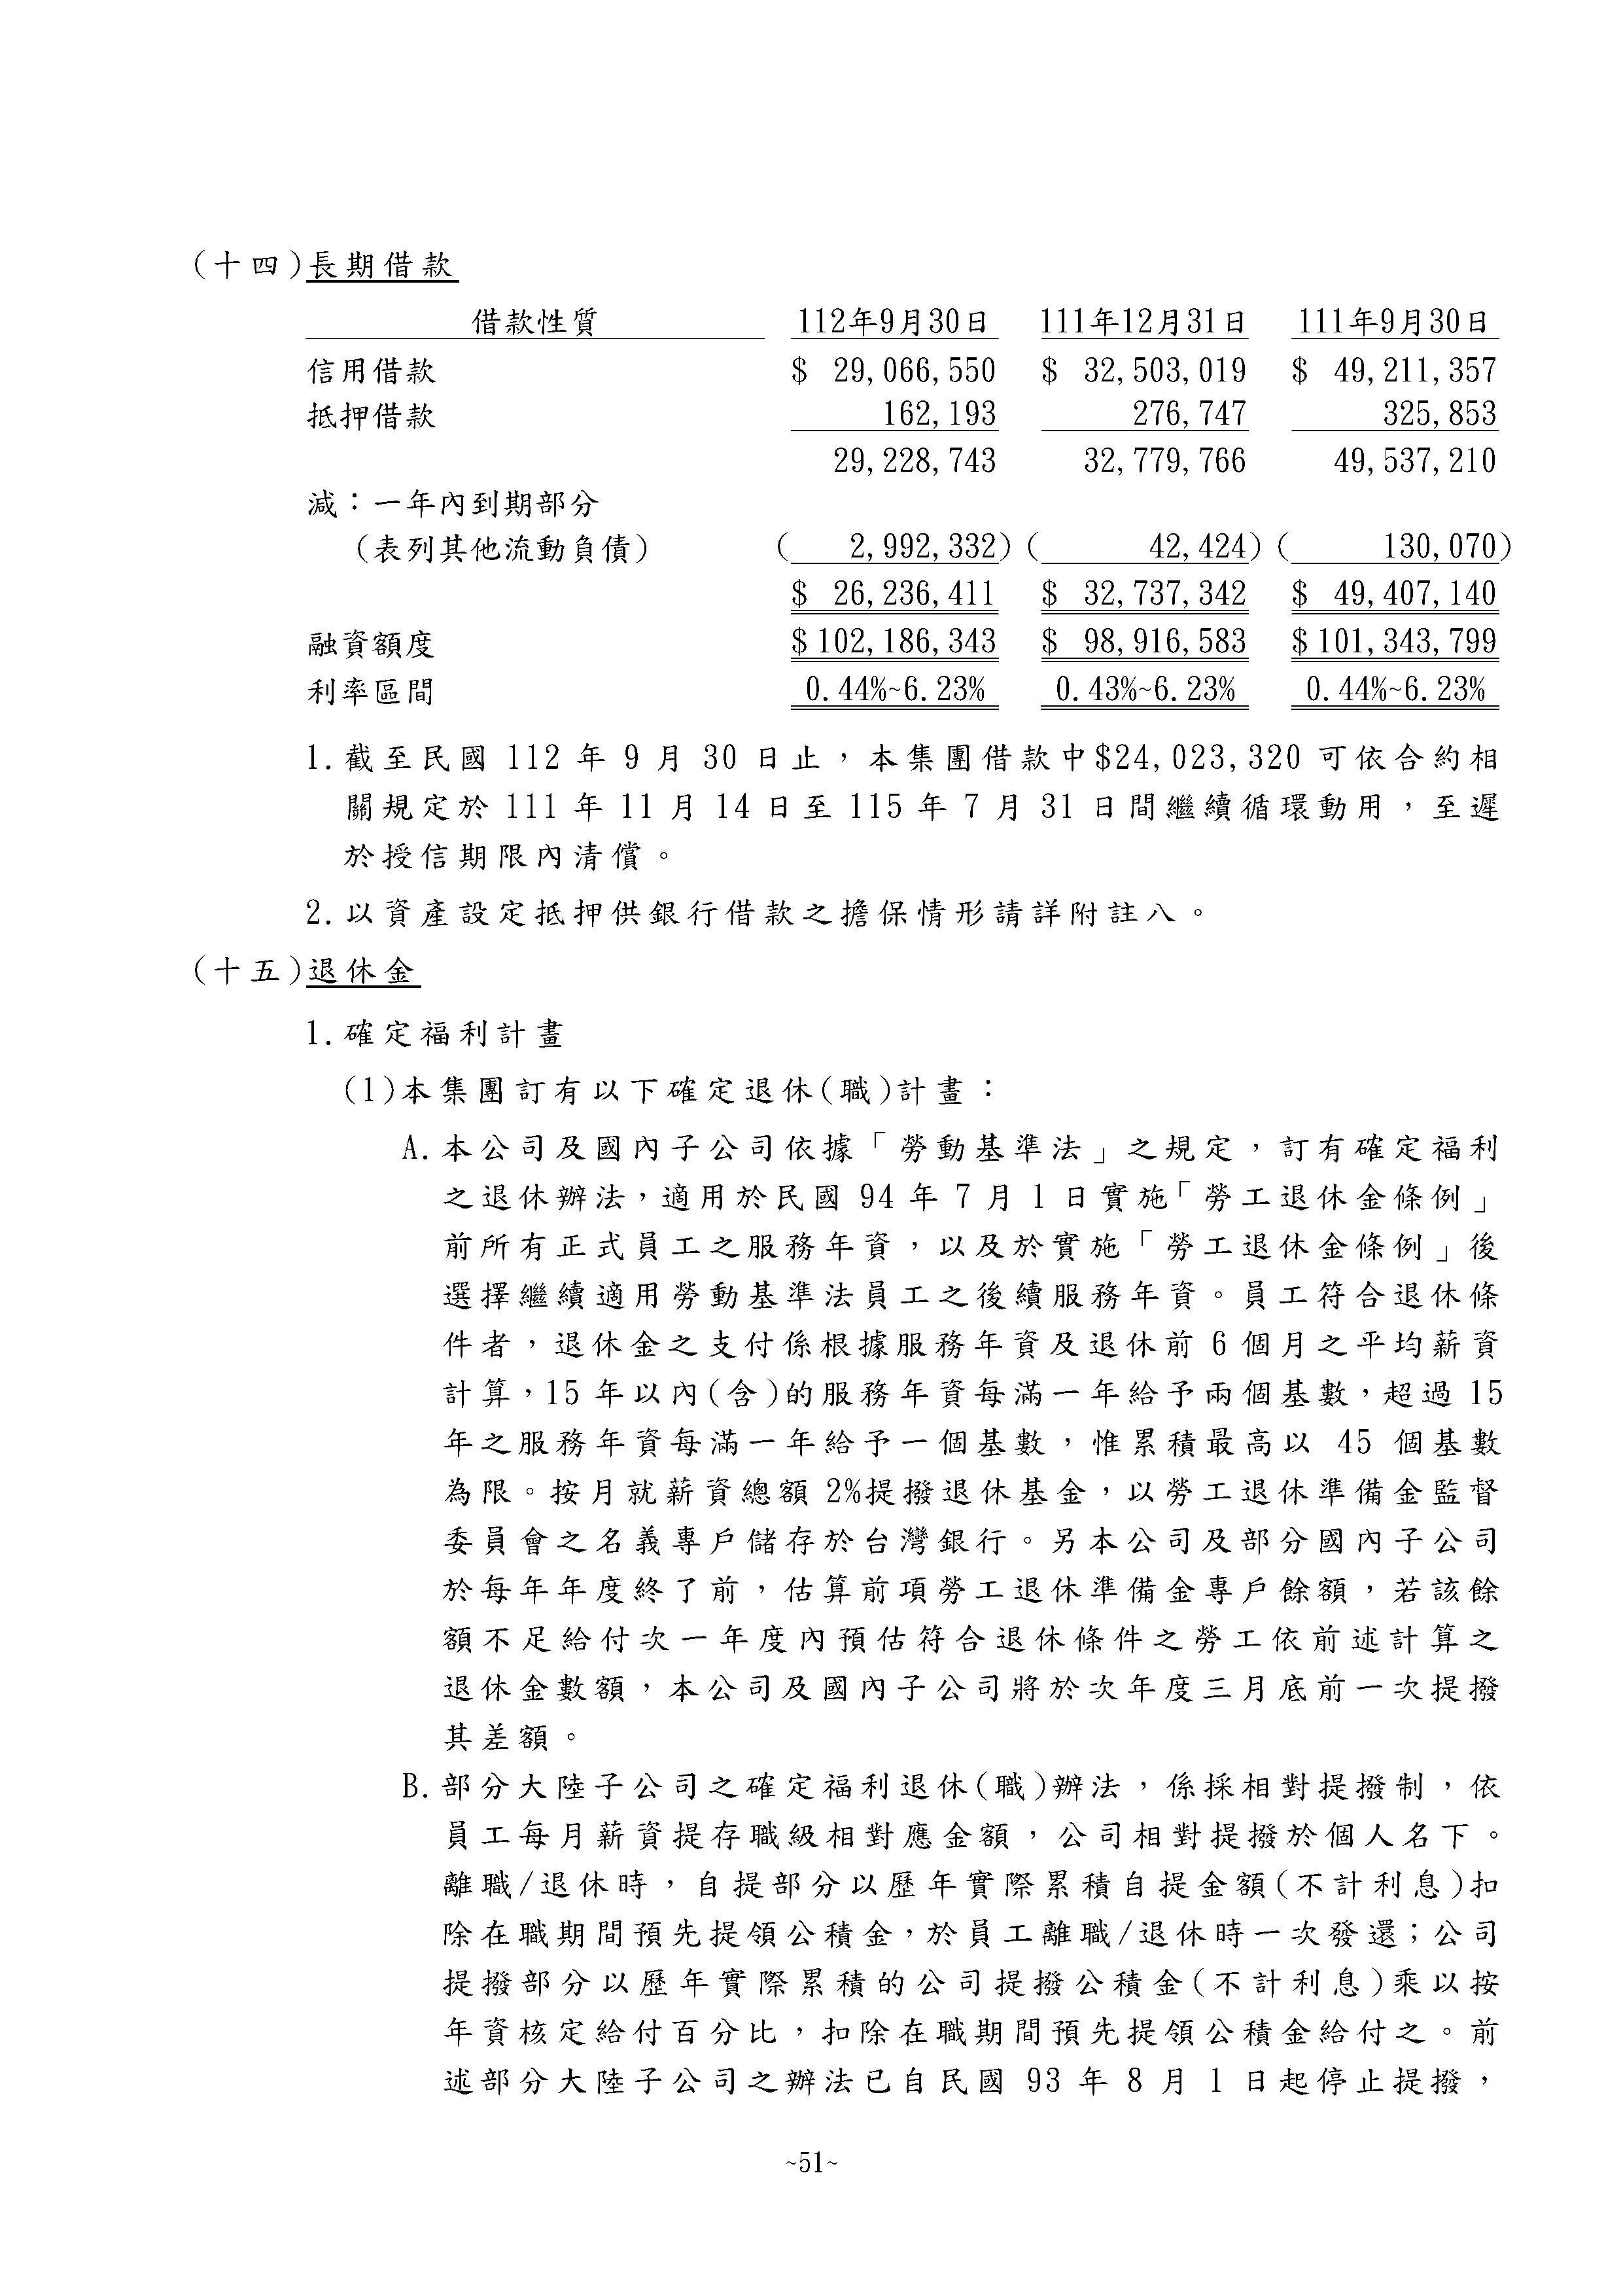 (十四)長期借款
借款性質 112年9月30日 111年12月31日 111年9月30日
信用借款 $ 29,066,550 $ 32,503,019 $ 49,211,357
抵押借款 162,193 276,747 325,853
29,228,743 32,779,766 49,537,210
減：一年內到期部分
(表列其他流動負債) ( 2,992,332) ( 42,424) ( 130,070)
$ 26,236,411 $ 32,737,342 $ 49,407,140
融資額度 $ 102,186,343 $ 98,916,583 $ 101,343,799
利率區間 0.44%~6.23% 0.43%~6.23% 0.44%~6.23%
1.截至民國 112 年 9 月 30 日止，本集團借款中$24,023,320 可依合約相
關規定於 111 年 11 月 14 日至 115 年 7 月 31 日間繼續循環動用，至遲
於授信期限內清償。
2.以資產設定抵押供銀行借款之擔保情形請詳附註八。
(十五)退休金
1.確定福利計畫
(1)本集團訂有以下確定退休(職)計畫：
A.本公司及國內子公司依據「勞動基準法」之規定，訂有確定福利
之退休辦法，適用於民國 94 年 7 月 1 日實施「勞工退休金條例」
前所有正式員工之服務年資，以及於實施「勞工退休金條例」後
選擇繼續適用勞動基準法員工之後續服務年資。員工符合退休條
件者，退休金之支付係根據服務年資及退休前 6 個月之平均薪資
計算，15 年以內(含)的服務年資每滿一年給予兩個基數，超過 15
年之服務年資每滿一年給予一個基數，惟累積最高以 45 個基數
為限。按月就薪資總額 2%提撥退休基金，以勞工退休準備金監督
委員會之名義專戶儲存於台灣銀行。另本公司及部分國內子公司
於每年年度終了前，估算前項勞工退休準備金專戶餘額，若該餘
額不足給付次一年度內預估符合退休條件之勞工依前述計算之
退休金數額，本公司及國內子公司將於次年度三月底前一次提撥
其差額。
B.部分大陸子公司之確定福利退休(職)辦法，係採相對提撥制，依
員工每月薪資提存職級相對應金額，公司相對提撥於個人名下。
離職/退休時，自提部分以歷年實際累積自提金額(不計利息)扣
除在職期間預先提領公積金，於員工離職/退休時一次發還；公司
提撥部分以歷年實際累積的公司提撥公積金(不計利息)乘以按
年資核定給付百分比，扣除在職期間預先提領公積金給付之。前
述部分大陸子公司之辦法已自民國 93 年 8 月 1 日起停止提撥，
~51~